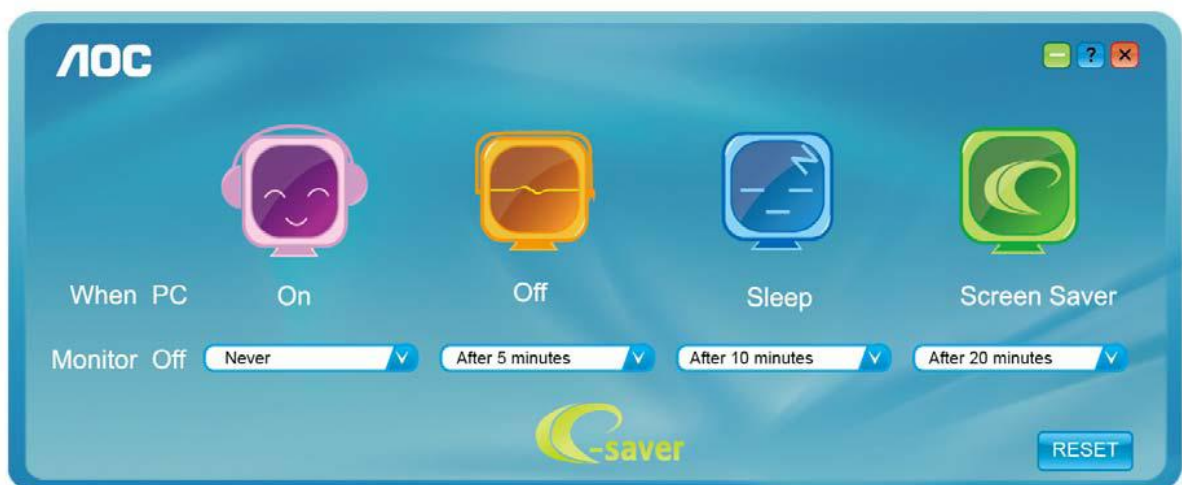 AOC
?
When PC On Off Sleep Screen Saver
Monitor Off Never After 5 minutes After 10 minutes After 20 minutes
e-saver
RESET